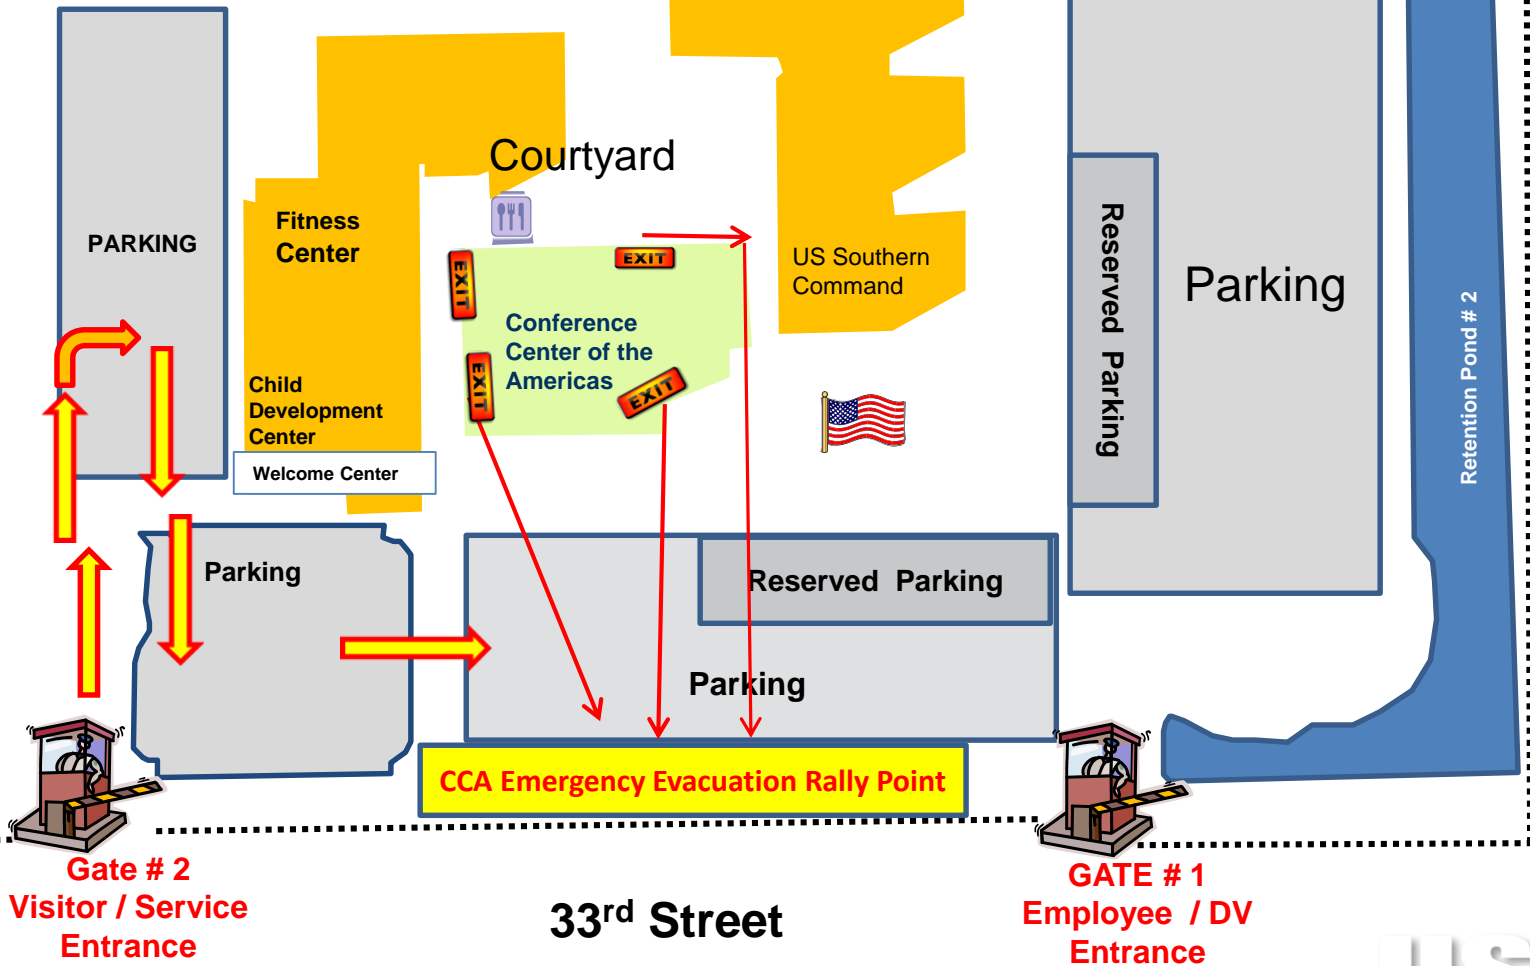 Courtyard
PARKING
Fitness
Center
EXIT
EXIT
US Southern
Command
Reserved Parking
Parking
Retention Pond # 2
Conference
Center of the
Americas
EXIT
EXIT
Child
Development
Center
Welcome Center
Parking
Reserved Parking
Parking
CCA Emergency Evacuation Rally Point
Gate # 2
Visitor / Service
Entrance
33rd Street
GATE # 1
Employee / DV
Entrance
US